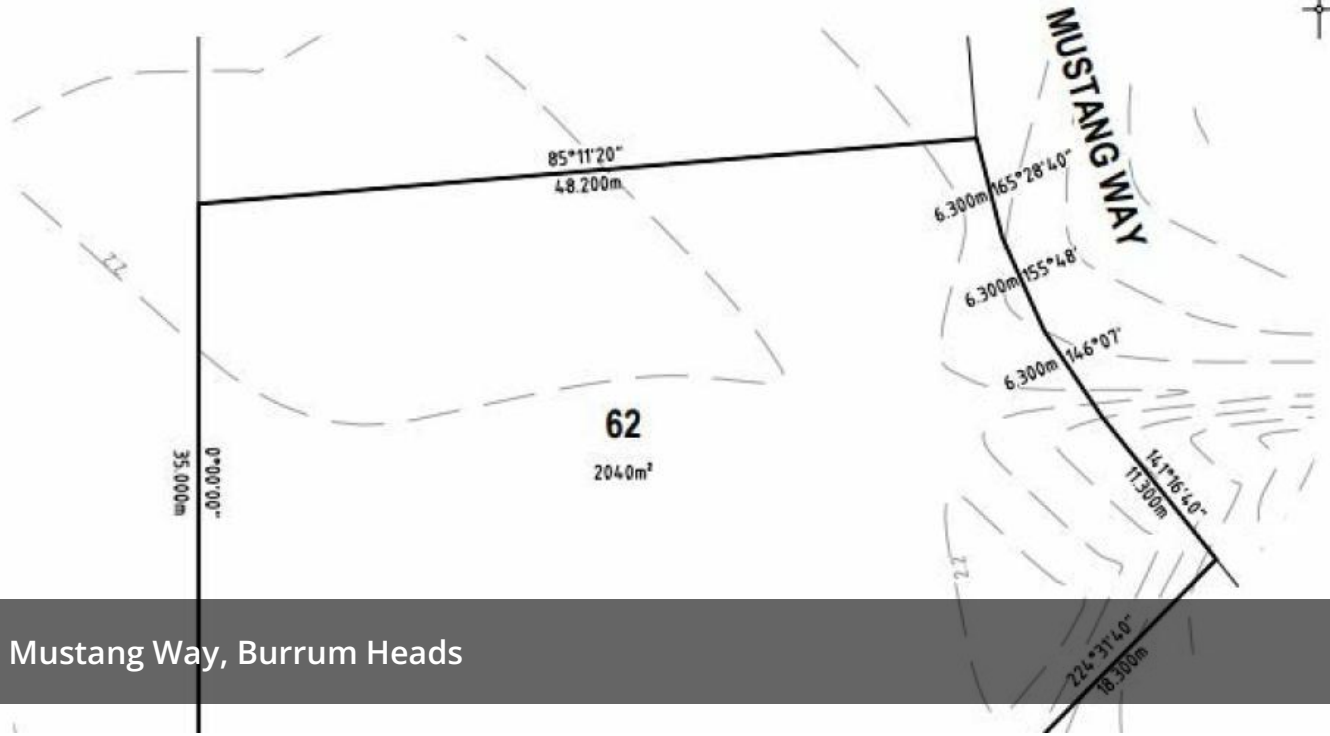 MUSTANG WAY
85°11'20"
48.200m
6.300m 165°28'40"
6.300m 155°48'
6.300m 146°07'
22
62
2040m²
0°00'00"
35.000m
141°16'40"
11.300m
22
224°31'40"
18.300m
Mustang Way, Burrum Heads